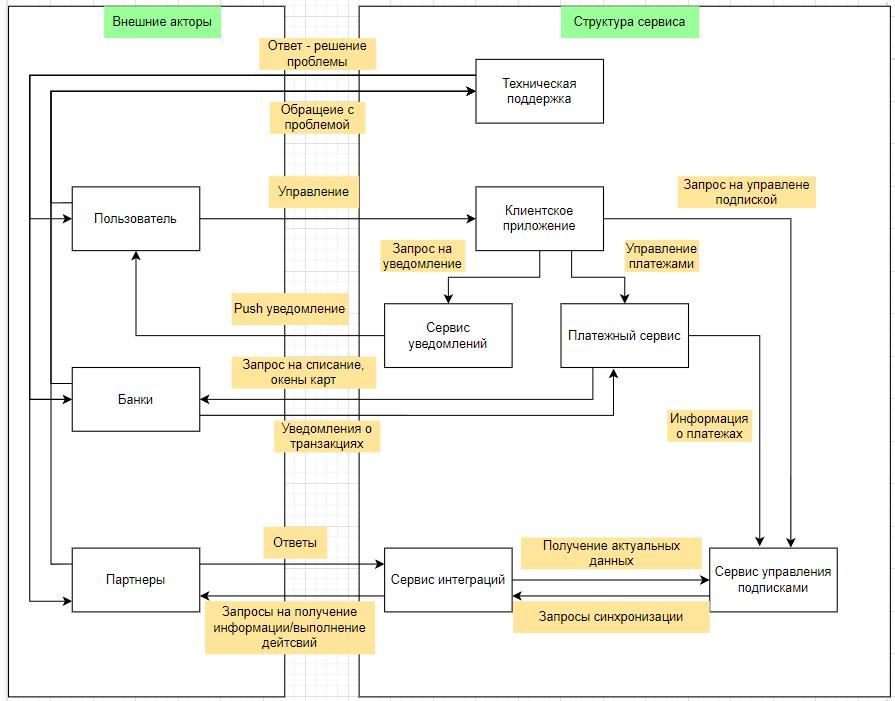 Внешние акторы
Структура сервиса
Ответ - решение
проблемы
Техническая
поддержка
Обращеие с
проблемой
Управление
Запрос на управлене
подпиской
Пользователь
Клиентское
приложение
Запрос на
уведомление
Управление
платежами
Push уведомление
Сервис
уведомлений
Платежный сервис
Запрос на списание,
окены карт
Банки
Уведомления о
транзакциях
Информация
о платежах
Ответы
Получение актуальных
данных
Партнеры
Сервис интеграций
Сервис управления
подписками
Запросы на получение
информации/выполнение
дейтсвий
Запросы синхронизации